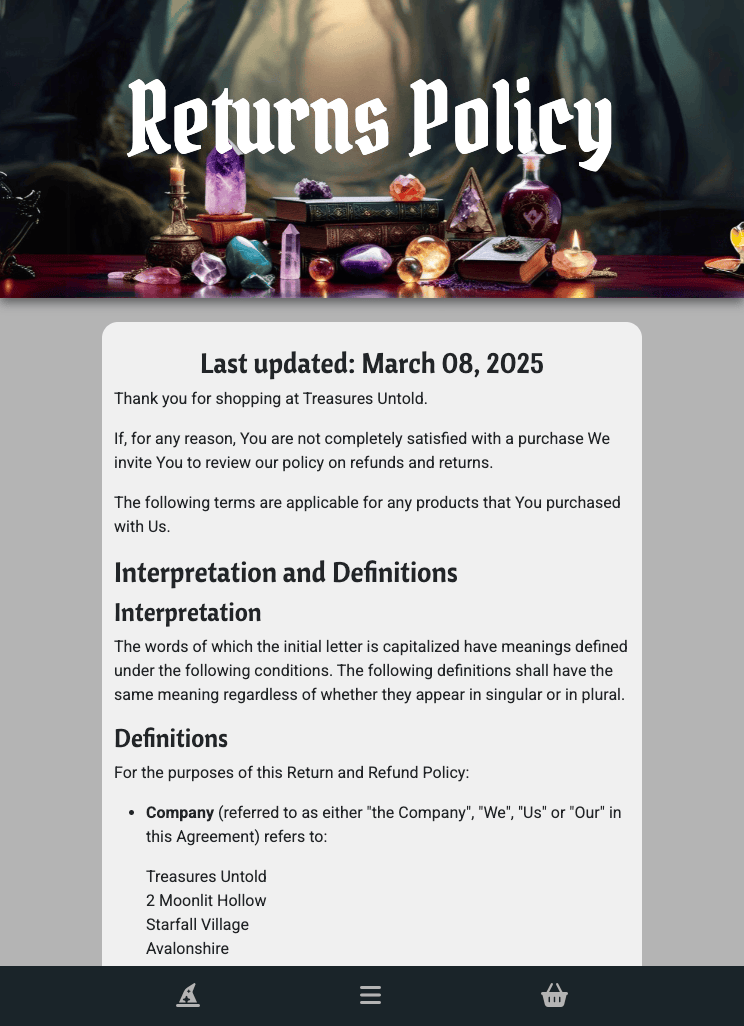 Returns Policy
Last updated: March 08, 2025
Thank you for shopping at Treasures Untold.
If, for any reason, You are not completely satisfied with a purchase We
invite You to review our policy on refunds and returns.
The following terms are applicable for any products that You purchased
with Us.
Interpretation and Definitions
Interpretation
The words of which the initial letter is capitalized have meanings defined
under the following conditions. The following definitions shall have the
same meaning regardless of whether they appear in singular or in plural.
Definitions
For the purposes of this Return and Refund Policy:
• Company (referred to as either "the Company", "We", "Us" or "Our" in
this Agreement) refers to:
Treasures Untold
2 Moonlit Hollow
Starfall Village
Avalonshire